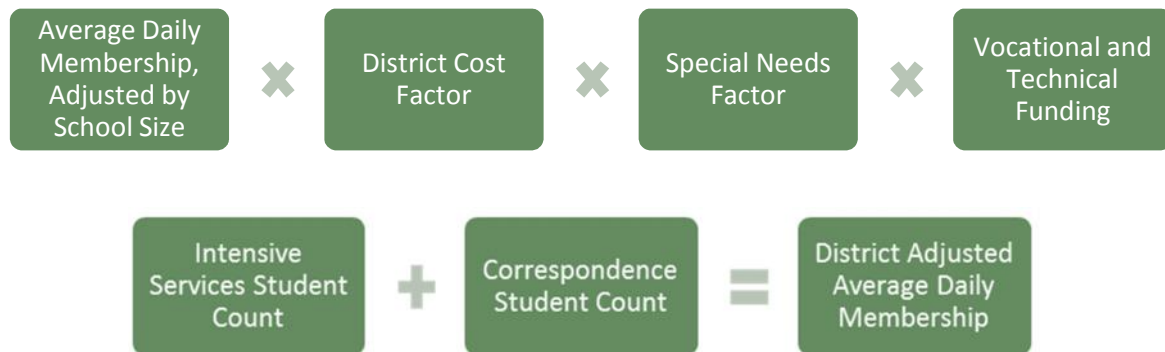 Average Daily
Membership,
Adjusted by
School Size
×
District Cost
Factor
×
Special Needs
Factor
×
Vocational and
Technical
Funding
Intensive
Services Student
Count
+
Correspondence
Student Count
=
District Adjusted
Average Daily
Membership